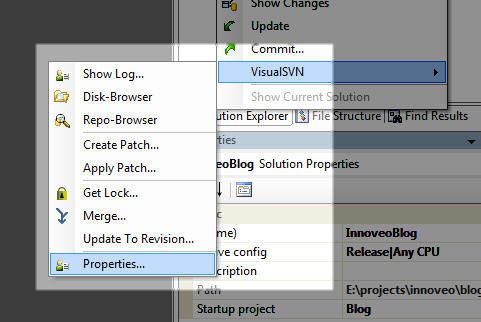 Show Changes
Update
Commit...
VisualSVN
Show Current Solution
Show Log...
Disk-Browser
Repo-Browser
Create Patch...
Apply Patch...
Get Lock...
Merge...
Update To Revision...
Properties...
ution Explorer File Structure Find Results
rties
veoBlog Solution Properties
c
me) InnoveoBlog
ve config Release|Any CPU
cription
Path E:\projects\innoveo\blog
Startup project Blog